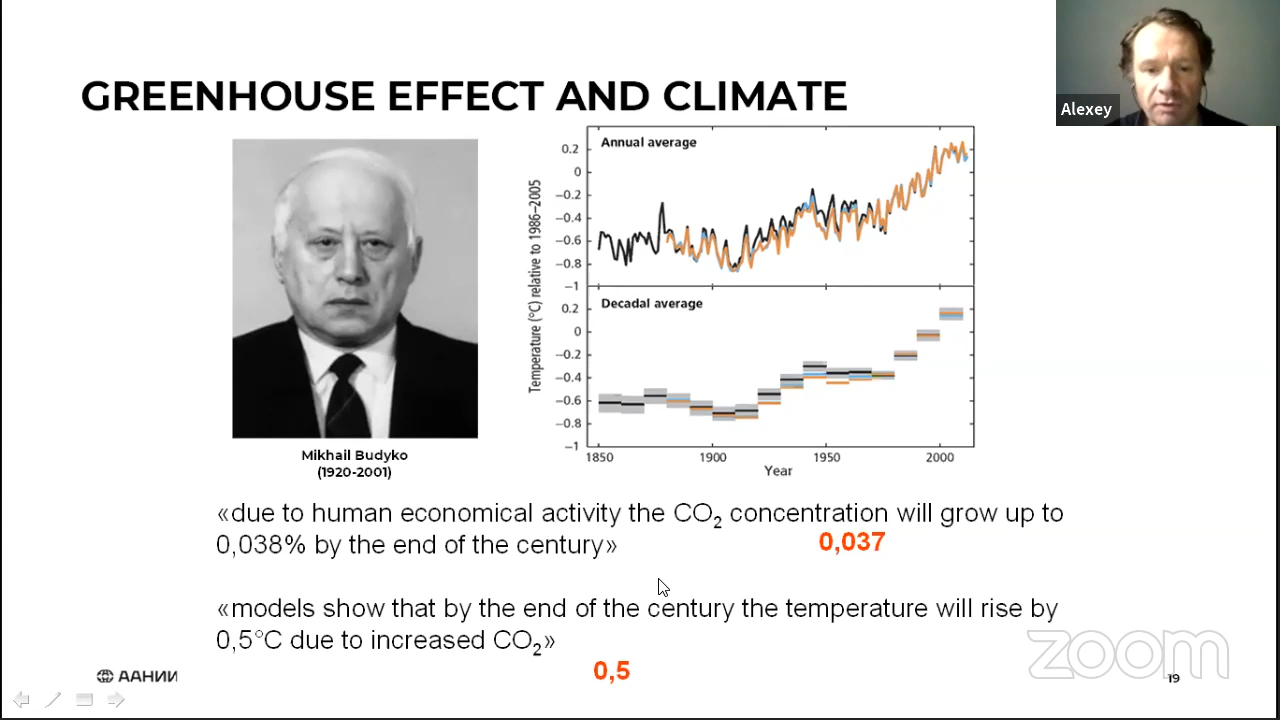 GREENHOUSE EFFECT AND CLIMATE
Alexey
Mikhail Budyko
(1920-2001)
Temperature (°C) relative to 1986–2005
Annual average
0.2
0
−0.2
−0.4
−0.6
−0.8
−1
Decadal average
0.2
0
−0.2
−0.4
−0.6
−0.8
−1
1850 1900 1950 2000
Year
«due to human economical activity the CO₂ concentration will grow up to
0,038% by the end of the century»
0,037
«models show that by the end of the century the temperature will rise by
0,5°C due to increased CO₂»
0,5
ААНИИ
zoom
19